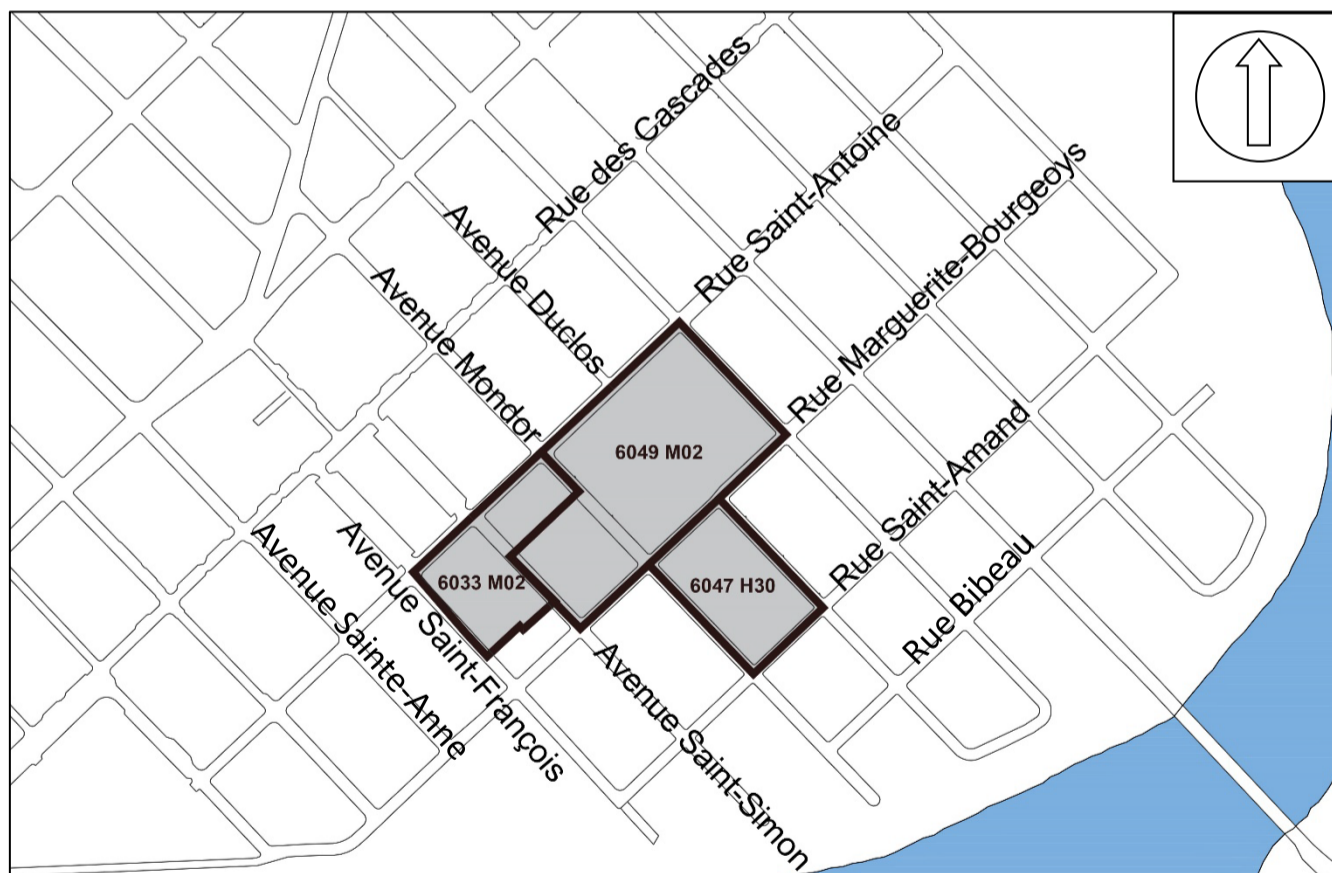 Rue des Cascades
Rue Saint-Antoine
Rue Marguerite-Bourgeoys
Avenue Duclos
Avenue Mondor
6049 M02
Rue Saint-Amand
6033 M02
6047 H30
Rue Bibeau
Avenue Saint-François
Avenue Sainte-Anne
Avenue Saint-Simon